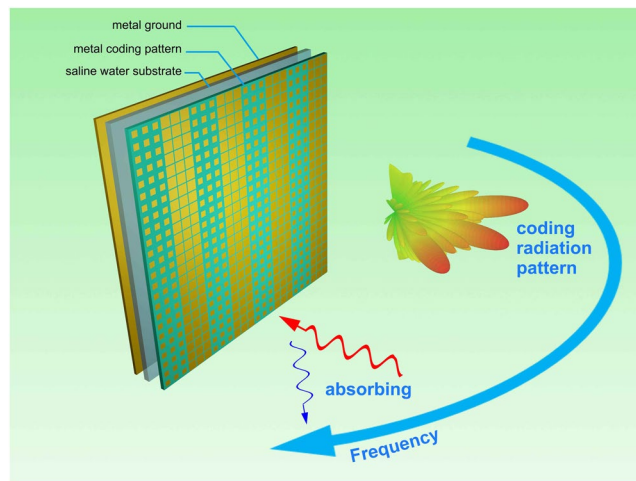 metal ground
metal coding pattern
saline water substrate
coding
radiation
pattern
absorbing
Frequency